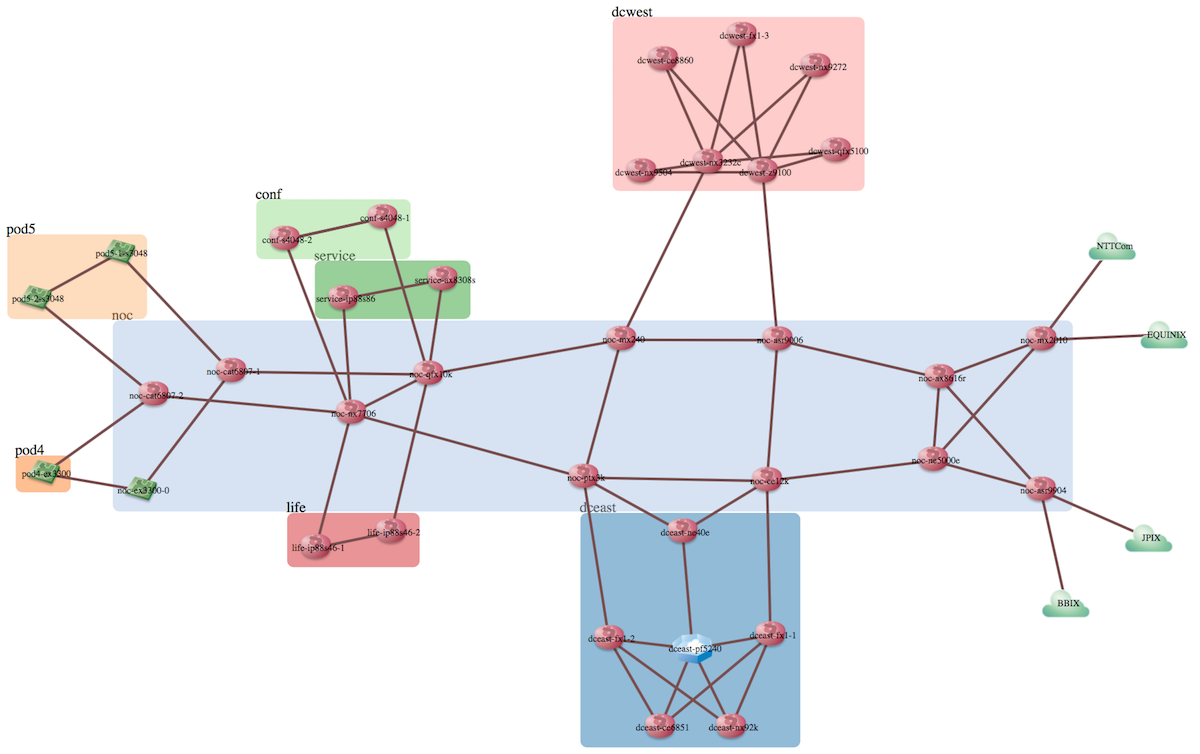 dcwest
dcwest-fx1-3
dcwest-ce8860
dcwest-nx9272
dcwest-qfx5100
dcwest-nx3232c
dcwest-nx9504
dcwest-z9100
conf
conf-s4048-1
conf-s4048-2
pod5
pod5-1-s3048
pod5-2-s3048
service
service-nx8308s
service-ip88s86
NTTCom
EQUINIX
noc
noc-mx240
noc-asr9006
noc-mx2010
noc-cat6807-1
noc-qfx10k
noc-ax8616r
noc-cat6807-2
noc-nx7706
pod4
pod4-ex3300
noc-ex3300-0
noc-ptx3k
noc-ce12k
noc-ne5000e
noc-asr9904
life
life-ip88s46-2
life-ip88s46-1
dceast
dceast-ne40e
JPIX
BBIX
dceast-fx1-2
dceast-pf5240
dceast-fx1-1
dceast-ce6851
dceast-nx92k